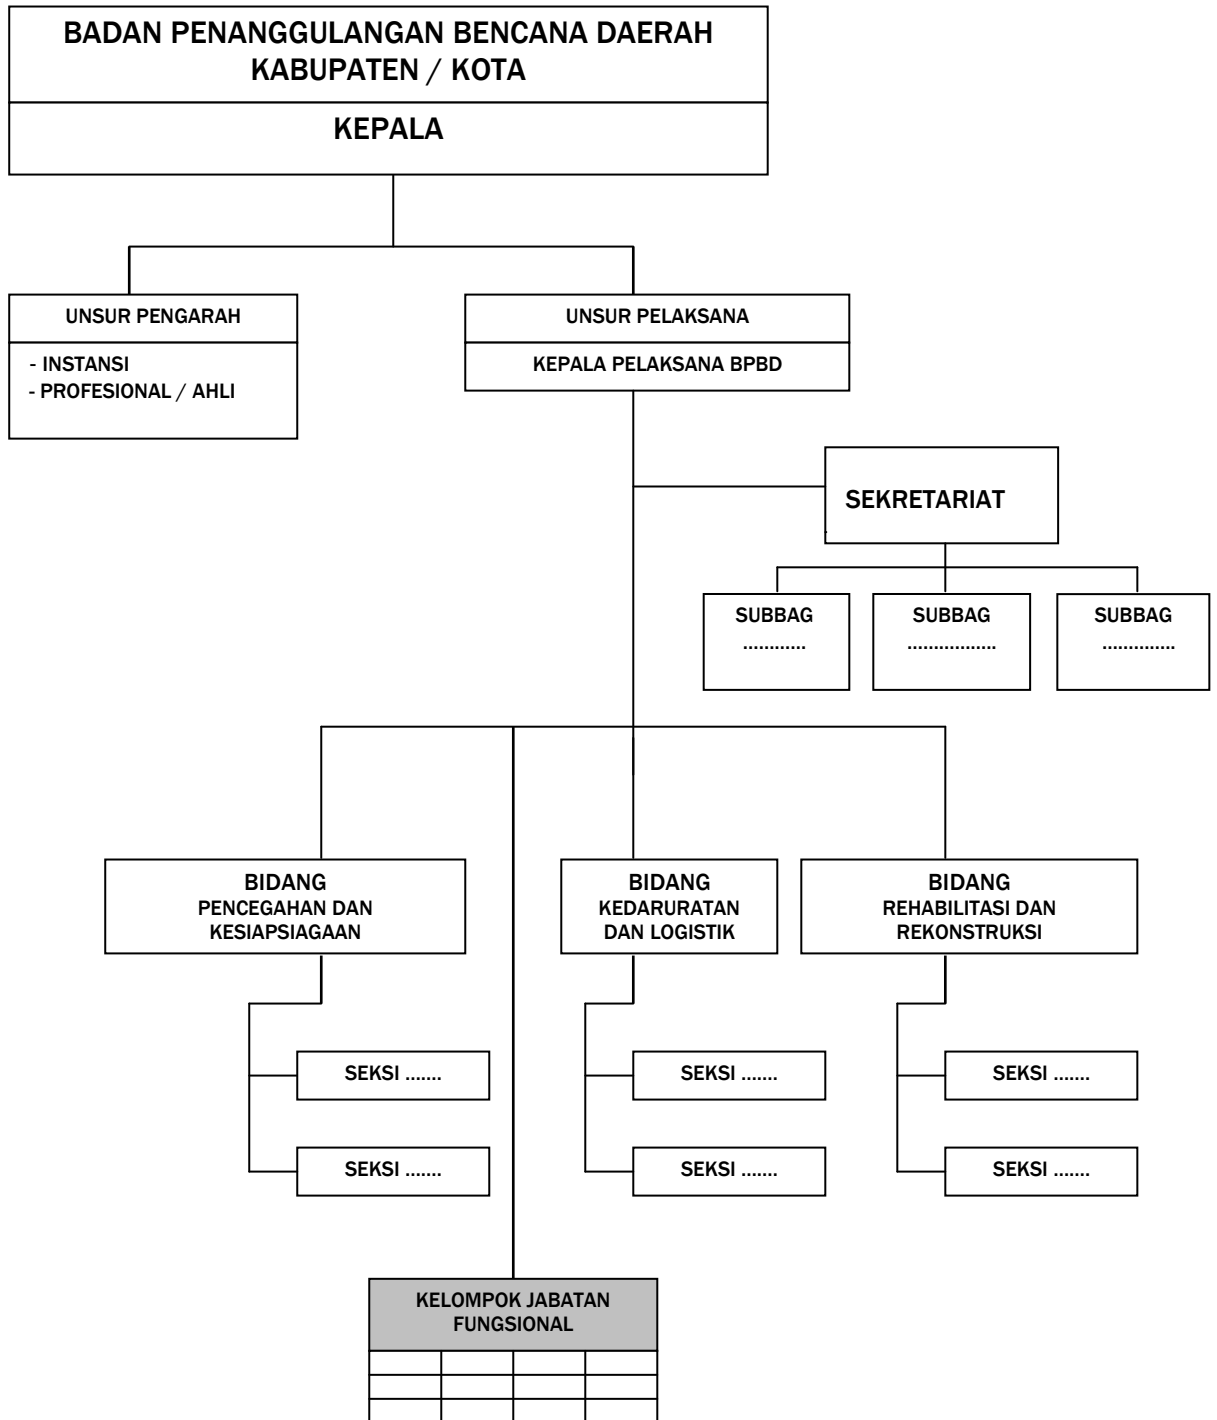 BADAN PENANGGULANGAN BENCANA DAERAH
KABUPATEN / KOTA
KEPALA
UNSUR PENGARAH
- INSTANSI
- PROFESIONAL / AHLI
UNSUR PELAKSANA
KEPALA PELAKSANA BPBD
SEKRETARIAT
SUBBAG
............
SUBBAG
.................
SUBBAG
..............
BIDANG
PENCEGAHAN DAN
KESIAPSIAGAAN
BIDANG
KEDARURATAN
DAN LOGISTIK
BIDANG
REHABILITASI DAN
REKONSTRUKSI
SEKSI .......
SEKSI .......
SEKSI .......
SEKSI .......
SEKSI .......
SEKSI .......
KELOMPOK JABATAN
FUNGSIONAL